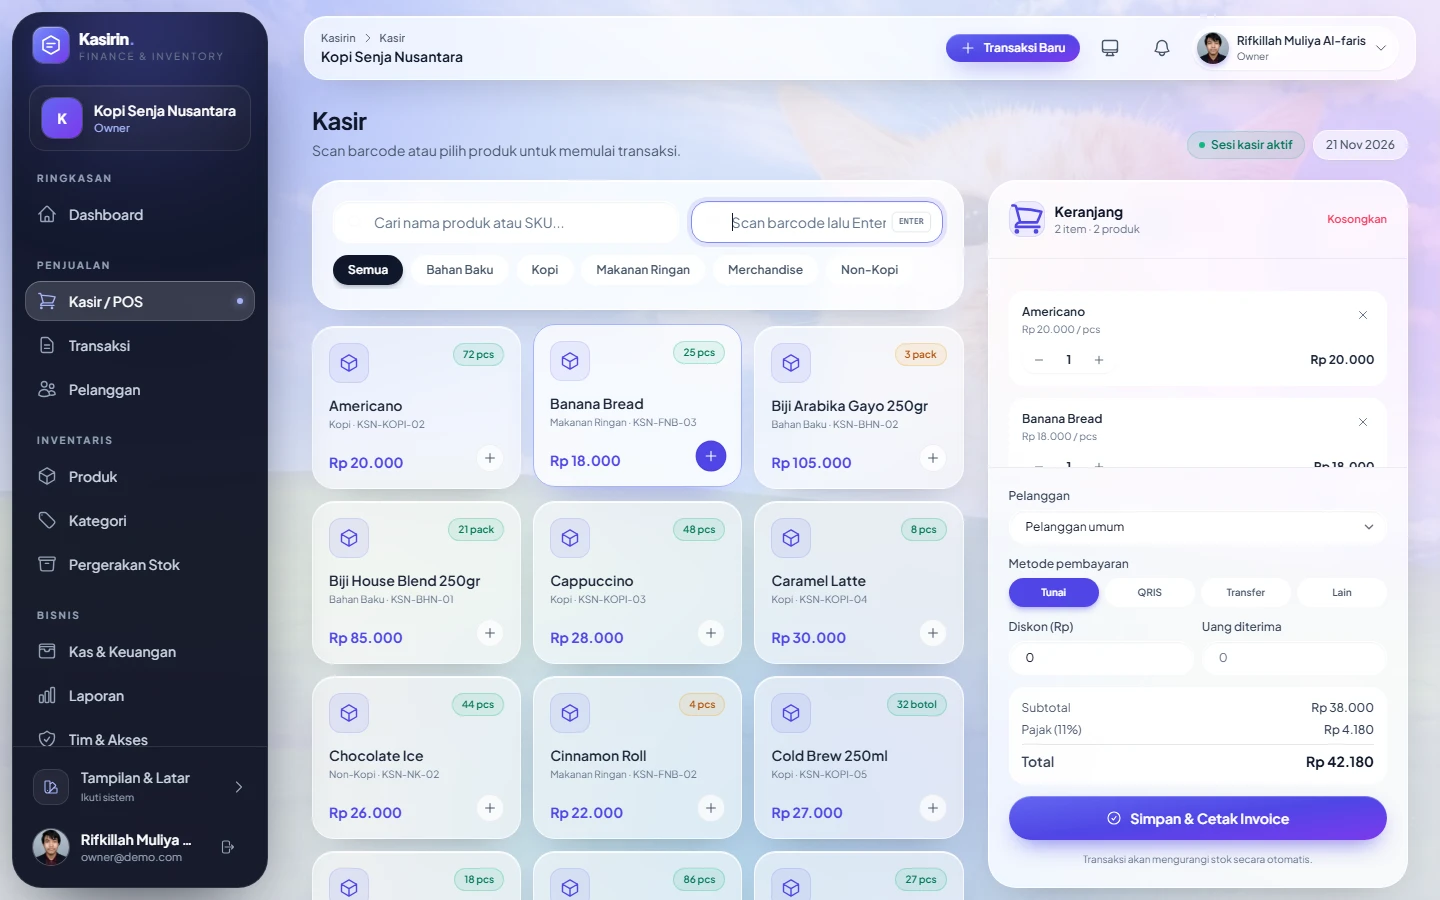 Kasirin.
FINANCE & INVENTORY
K
Kopi Senja Nusantara
Owner
RINGKASAN
Dashboard
PENJUALAN
Kasir / POS
Transaksi
Pelanggan
INVENTARIS
Produk
Kategori
Pergerakan Stok
BISNIS
Kas & Keuangan
Laporan
Tim & Akses
Tampilan & Latar
Ikuti sistem
Rifkillah Muliya ...
owner@demo.com
Kasirin > Kasir
Kopi Senja Nusantara
Transaksi Baru
Rifkillah Muliya Al-faris
Owner
Kasir
Scan barcode atau pilih produk untuk memulai transaksi.
Sesi kasir aktif
21 Nov 2026
Cari nama produk atau SKU...
Scan barcode lalu Enter
ENTER
Semua
Bahan Baku
Kopi
Makanan Ringan
Merchandise
Non-Kopi
72 pcs
Americano
Kopi · KSN-KOPI-02
Rp 20.000
25 pcs
Banana Bread
Makanan Ringan · KSN-FNB-03
Rp 18.000
3 pack
Biji Arabika Gayo 250gr
Bahan Baku · KSN-BHN-02
Rp 105.000
21 pack
Biji House Blend 250gr
Bahan Baku · KSN-BHN-01
Rp 85.000
48 pcs
Cappuccino
Kopi · KSN-KOPI-03
Rp 28.000
8 pcs
Caramel Latte
Kopi · KSN-KOPI-04
Rp 30.000
44 pcs
Chocolate Ice
Non-Kopi · KSN-NK-02
Rp 26.000
4 pcs
Cinnamon Roll
Makanan Ringan · KSN-FNB-02
Rp 22.000
32 botol
Cold Brew 250ml
Kopi · KSN-KOPI-05
Rp 27.000
18 pcs
86 pcs
27 pcs
Keranjang
2 item · 2 produk
Kosongkan
Americano
Rp 20.000 / pcs
− 1 +
Rp 20.000
Banana Bread
Rp 18.000 / pcs
− 1 +
Rp 18.000
Pelanggan
Pelanggan umum
Metode pembayaran
Tunai
QRIS
Transfer
Lain
Diskon (Rp)
0
Uang diterima
0
Subtotal Rp 38.000
Pajak (11%) Rp 4.180
Total Rp 42.180
Simpan & Cetak Invoice
Transaksi akan mengurangi stok secara otomatis.